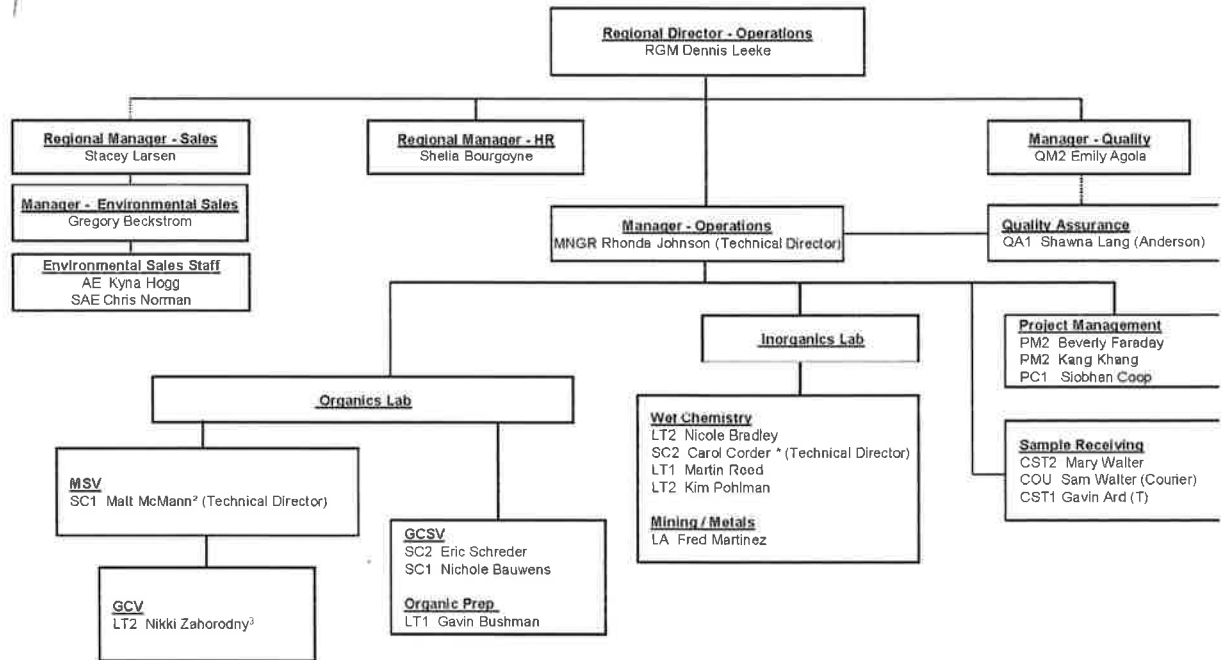 Regional Director - Operations
RGM Dennis Leeke
Regional Manager - Sales
Stacey Larsen
Regional Manager - HR
Shelia Bourgoyne
Manager - Quality
QM2 Emily Agola
Manager - Environmental Sales
Gregory Beckstrom
Manager - Operations
MNGR Rhonda Johnson (Technical Director)
Quality Assurance
QA1 Shawna Lang (Anderson)
Environmental Sales Staff
AE Kyna Hogg
SAE Chris Norman
Organics Lab
Inorganics Lab
Project Management
PM2 Beverly Faraday
PM2 Kang Khang
PC1 Siobhan Coop
MSV
SC1 Matt McMann² (Technical Director)
GCV
LT2 Nikki Zahorodny³
GCSV
SC2 Eric Schreder
SC1 Nichole Bauwens
Organic Prep
LT1 Gavin Bushman
Wet Chemistry
LT2 Nicole Bradley
SC2 Carol Corder * (Technical Director)
LT1 Martin Reed
LT2 Kim Pohlman
Mining / Metals
LA Fred Martinez
Sample Receiving
CST2 Mary Walter
COU Sam Walter (Courier)
CST1 Gavin Ard (T)